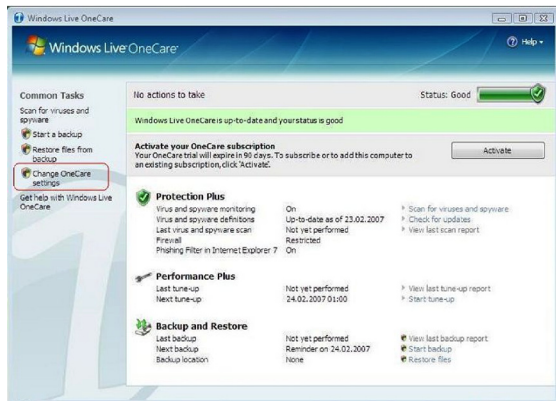 Windows Live OneCare
Windows Live OneCare
Help
Common Tasks
Scan for viruses and
spyware
Start a backup
Restore files from
backup
Change OneCare
settings
Get help with Windows Live
OneCare
No actions to take
Status: Good
Windows Live OneCare is up-to-date and your status is good
Activate your OneCare subscription
Your OneCare trial will expire in 90 days. To subscribe or to add this computer to
an existing subscription, click 'Activate'.
Activate
Protection Plus
Virus and spyware monitoring On Scan for viruses and spyware
Virus and spyware definitions Up-to-date as of 23.02.2007 Check for updates
Last virus and spyware scan Not yet performed View last scan report
Firewall Restricted
Phishing Filter in Internet Explorer 7 On
Performance Plus
Last tune-up Not yet performed View last tune-up report
Next tune-up 24.02.2007 01:00 Start tune-up
Backup and Restore
Last backup Not yet performed View last backup report
Next backup Reminder on 24.02.2007 Start backup
Backup location None Restore files